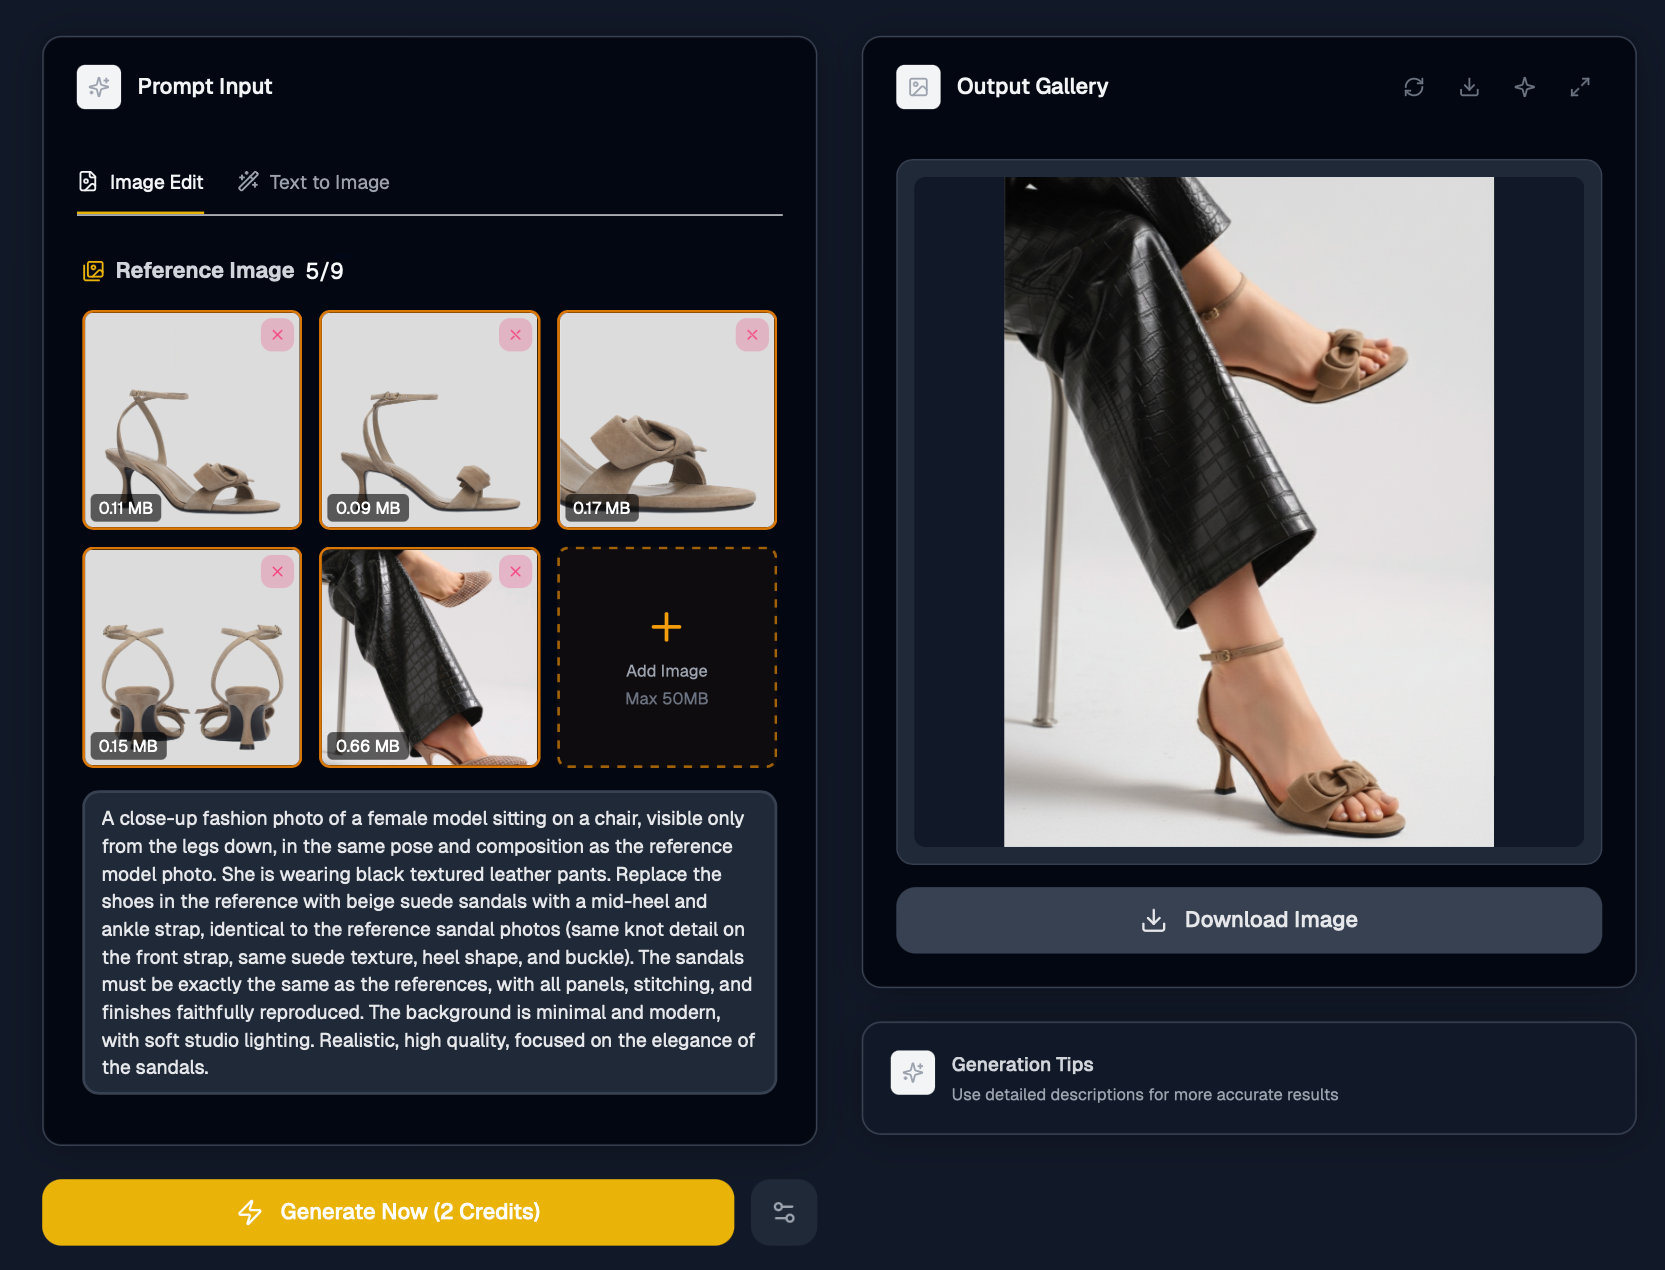 Prompt Input
Image Edit
Text to Image
Reference Image 5/9
0.11 MB
0.09 MB
0.17 MB
0.15 MB
0.66 MB
Add Image
Max 50MB
A close-up fashion photo of a female model sitting on a chair, visible only
from the legs down, in the same pose and composition as the reference
model photo. She is wearing black textured leather pants. Replace the
shoes in the reference with beige suede sandals with a mid-heel and
ankle strap, identical to the reference sandal photos (same knot detail on
the front strap, same suede texture, heel shape, and buckle). The sandals
must be exactly the same as the references, with all panels, stitching, and
finishes faithfully reproduced. The background is minimal and modern,
with soft studio lighting. Realistic, high quality, focused on the elegance of
the sandals.
Generate Now (2 Credits)
Output Gallery
Download Image
Generation Tips
Use detailed descriptions for more accurate results